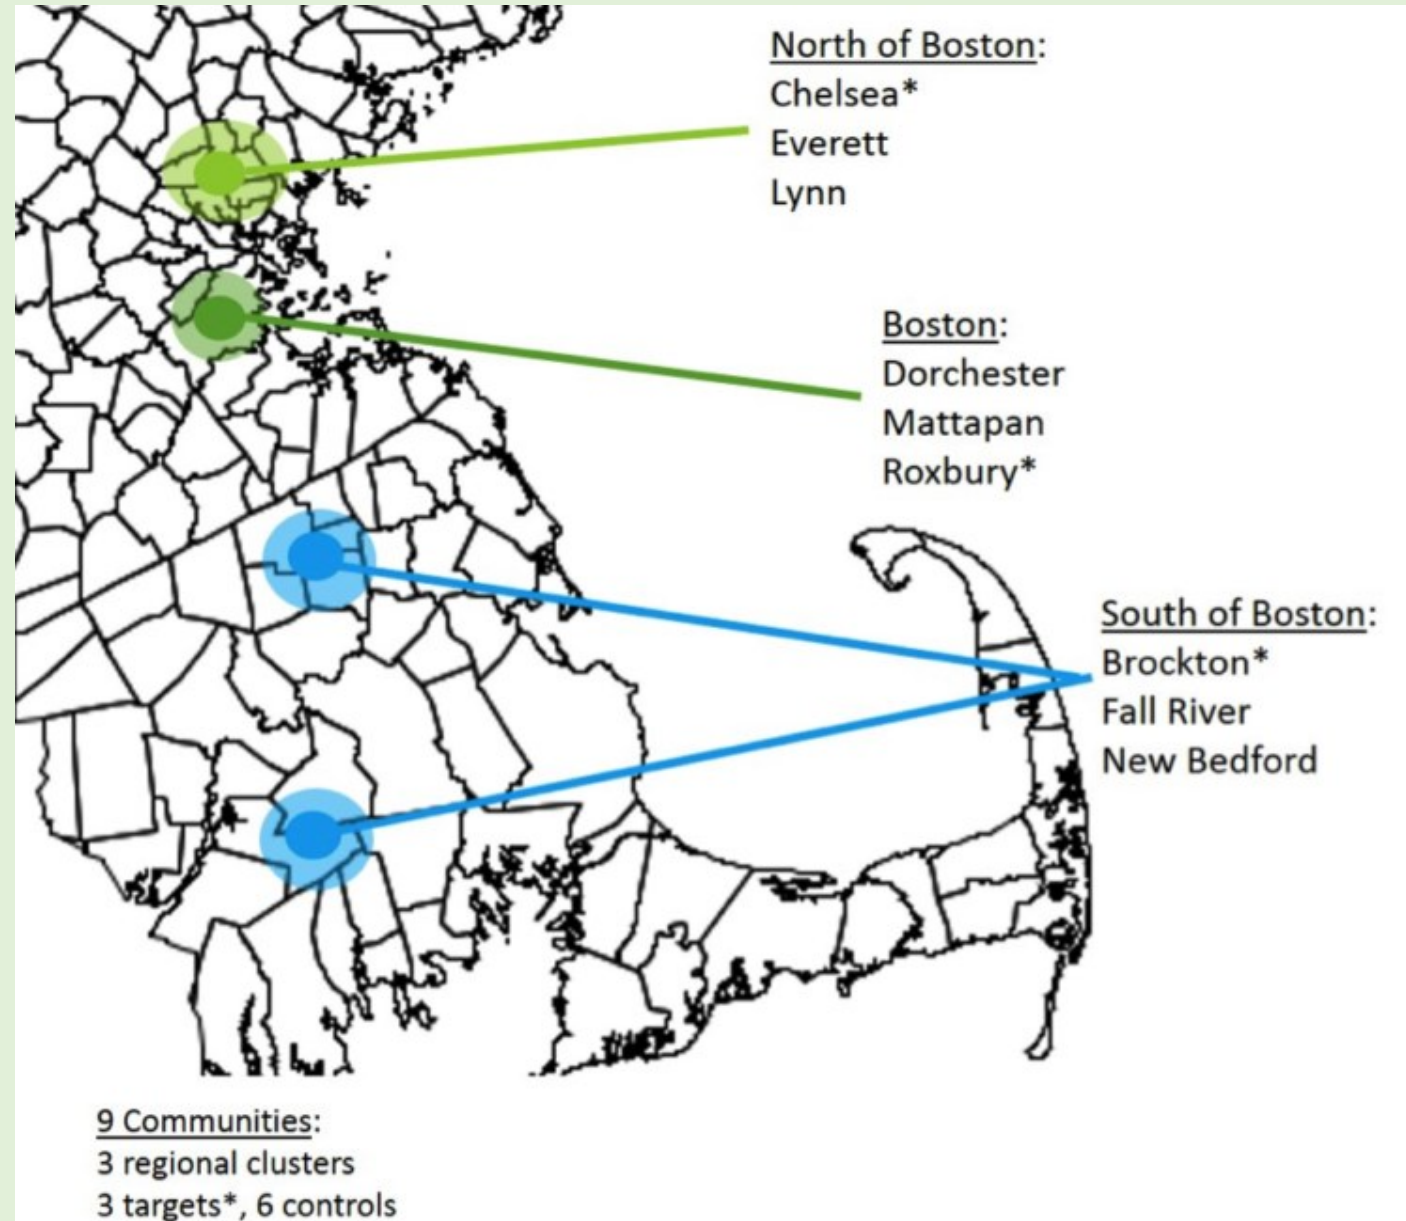 North of Boston:
Chelsea*
Everett
Lynn
Boston:
Dorchester
Mattapan
Roxbury*
South of Boston:
Brockton*
Fall River
New Bedford
9 Communities:
3 regional clusters
3 targets*, 6 controls